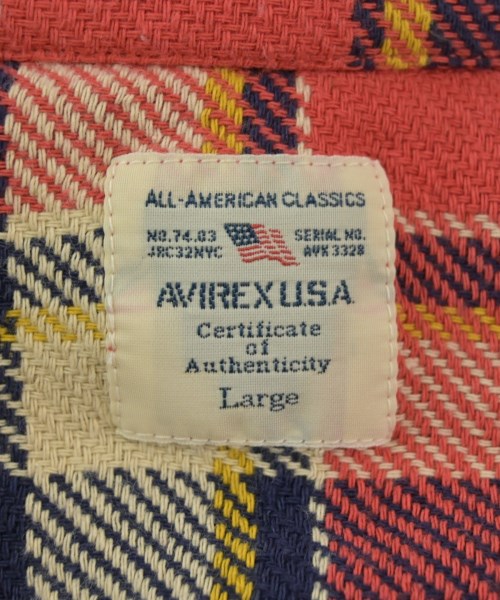 ALL-AMERICAN CLASSICS
NO.74.03 SERIAL NO.
JRC32NYC AVX 3328
AVIREX U.S.A.
Certificate
of
Authenticity
Large